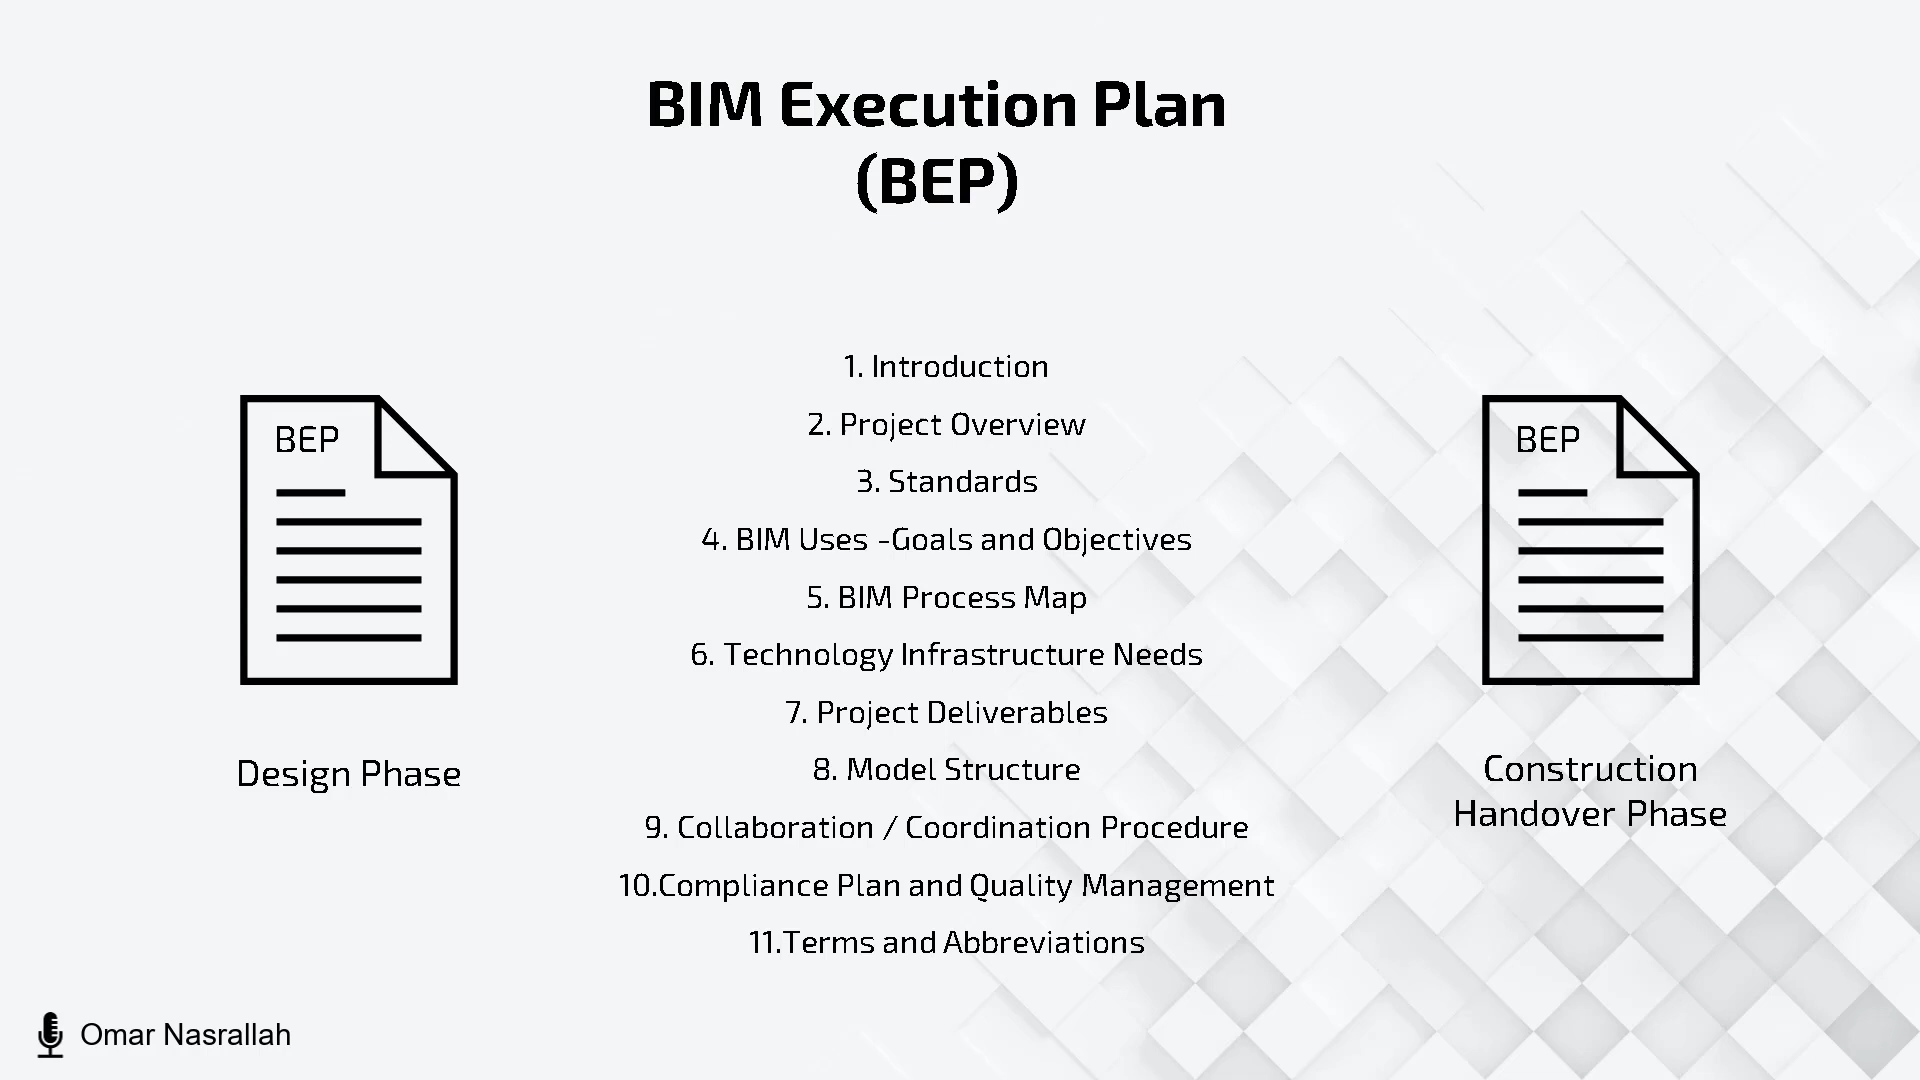 BIM Execution Plan
(BEP)
BEP
Design Phase
1. Introduction
2. Project Overview
3. Standards
4. BIM Uses -Goals and Objectives
5. BIM Process Map
6. Technology Infrastructure Needs
7. Project Deliverables
8. Model Structure
9. Collaboration / Coordination Procedure
10.Compliance Plan and Quality Management
11.Terms and Abbreviations
BEP
Construction
Handover Phase
Omar Nasrallah